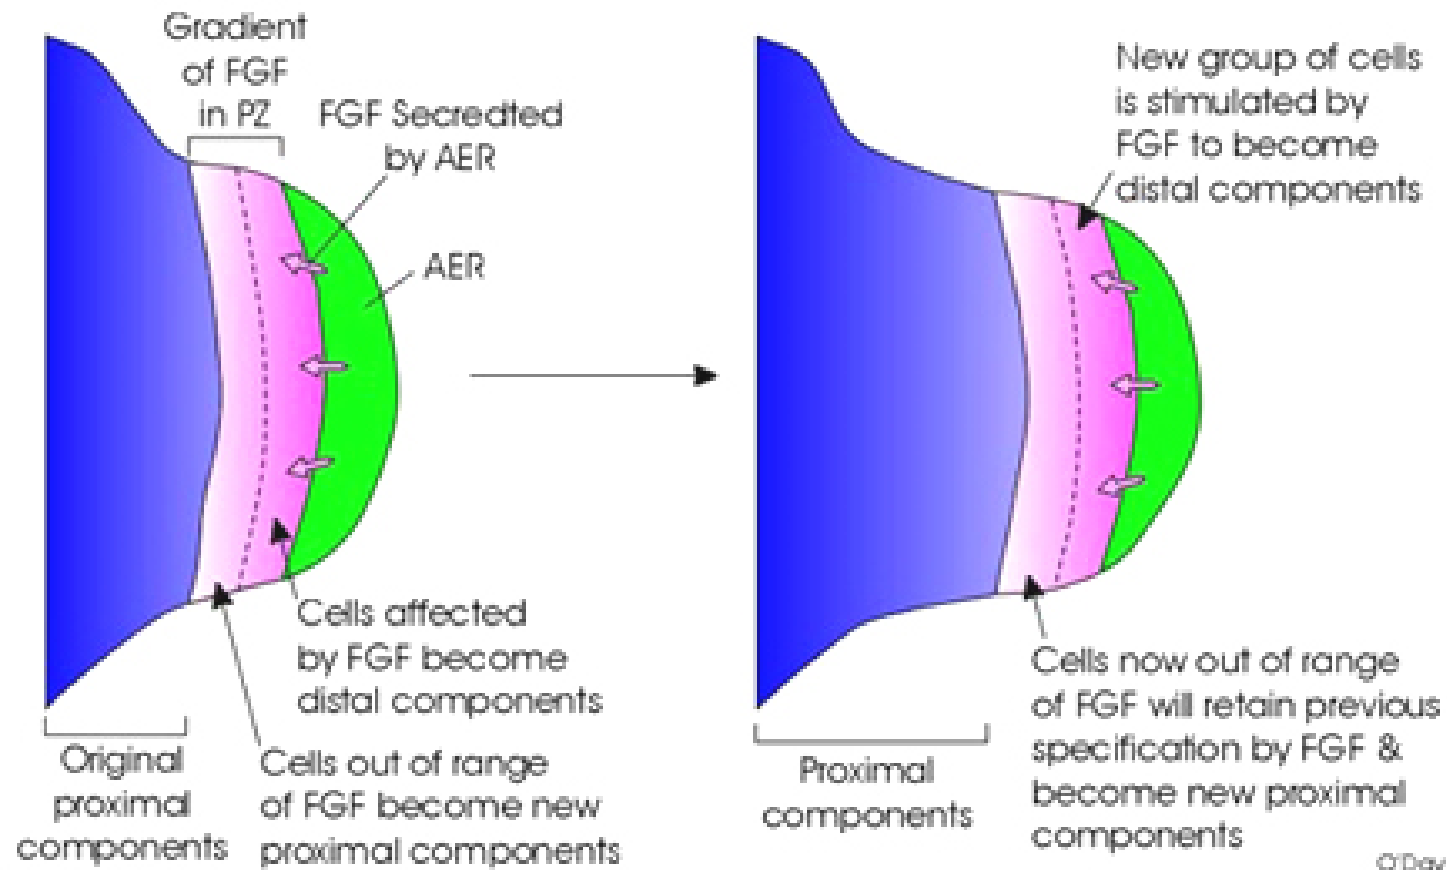 Gradient
of FGF
in PZ
FGF Secredted
by AER
AER
Cells affected
by FGF become
distal components
Original
proximal
components
Cells out of range
of FGF become new
proximal components
New group of cells
is stimulated by
FGF to become
distal components
Proximal
components
Cells now out of range
of FGF will retain previous
specification by FGF &
become new proximal
components
O'Day